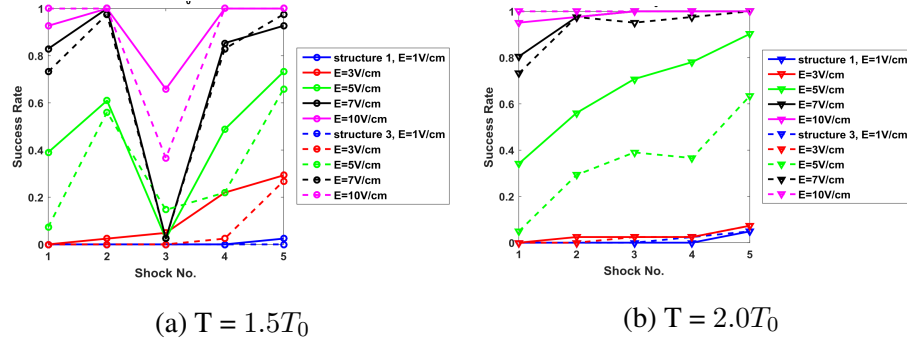 1
0.8
0.6
0.4
0.2
0
Success Rate
1 2 3 4 5
Shock No.
structure 1, E=1V/cm
E=3V/cm
E=5V/cm
E=7V/cm
E=10V/cm
structure 3, E=1V/cm
E=3V/cm
E=5V/cm
E=7V/cm
E=10V/cm
(a) T = 1.5T₀
1
0.8
0.6
0.4
0.2
0
Success Rate
1 2 3 4 5
Shock No.
structure 1, E=1V/cm
E=3V/cm
E=5V/cm
E=7V/cm
E=10V/cm
structure 3, E=1V/cm
E=3V/cm
E=5V/cm
E=7V/cm
E=10V/cm
(b) T = 2.0T₀